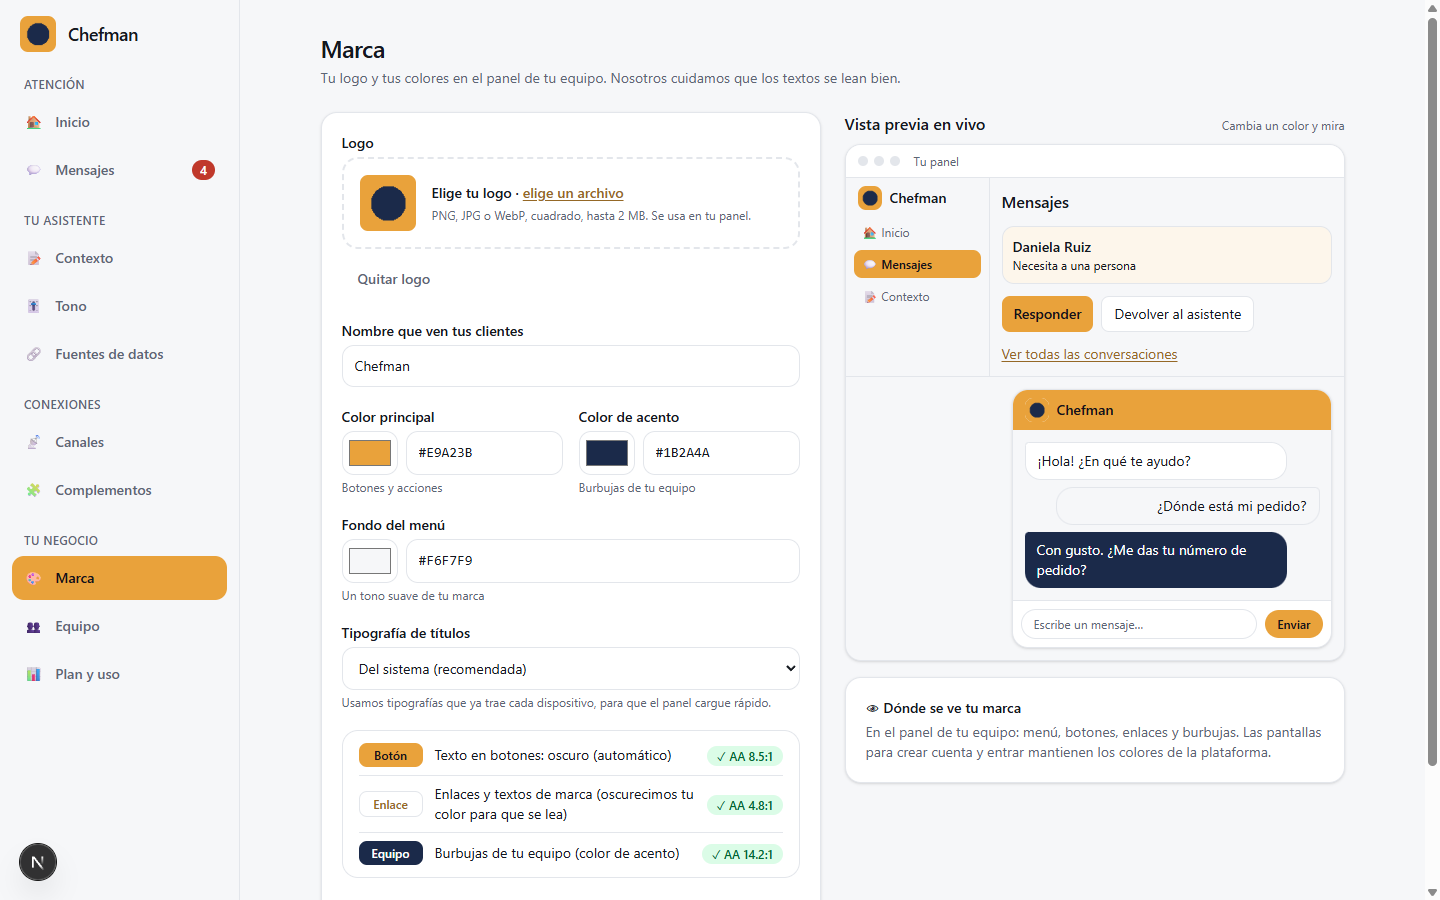 Chefman
ATENCIÓN
Inicio
Mensajes 4
TU ASISTENTE
Contexto
Tono
Fuentes de datos
CONEXIONES
Canales
Complementos
TU NEGOCIO
Marca
Equipo
Plan y uso
N
Marca
Tu logo y tus colores en el panel de tu equipo. Nosotros cuidamos que los textos se lean bien.
Logo
Elige tu logo · elige un archivo
PNG, JPG o WebP, cuadrado, hasta 2 MB. Se usa en tu panel.
Quitar logo
Nombre que ven tus clientes
Chefman
Color principal
#E9A23B
Botones y acciones
Color de acento
#1B2A4A
Burbujas de tu equipo
Fondo del menú
#F6F7F9
Un tono suave de tu marca
Tipografía de títulos
Del sistema (recomendada)
Usamos tipografías que ya trae cada dispositivo, para que el panel cargue rápido.
Botón Texto en botones: oscuro (automático) ✓ AA 8.5:1
Enlace Enlaces y textos de marca (oscurecimos tu
color para que se lea) ✓ AA 4.8:1
Equipo Burbujas de tu equipo (color de acento) ✓ AA 14.2:1
Vista previa en vivo
Cambia un color y mira
Tu panel
Chefman
Inicio
Mensajes
Contexto
Mensajes
Daniela Ruiz
Necesita a una persona
Responder
Devolver al asistente
Ver todas las conversaciones
Chefman
¡Hola! ¿En qué te ayudo?
¿Dónde está mi pedido?
Con gusto. ¿Me das tu número de
pedido?
Escribe un mensaje...
Enviar
Dónde se ve tu marca
En el panel de tu equipo: menú, botones, enlaces y burbujas. Las pantallas
para crear cuenta y entrar mantienen los colores de la plataforma.